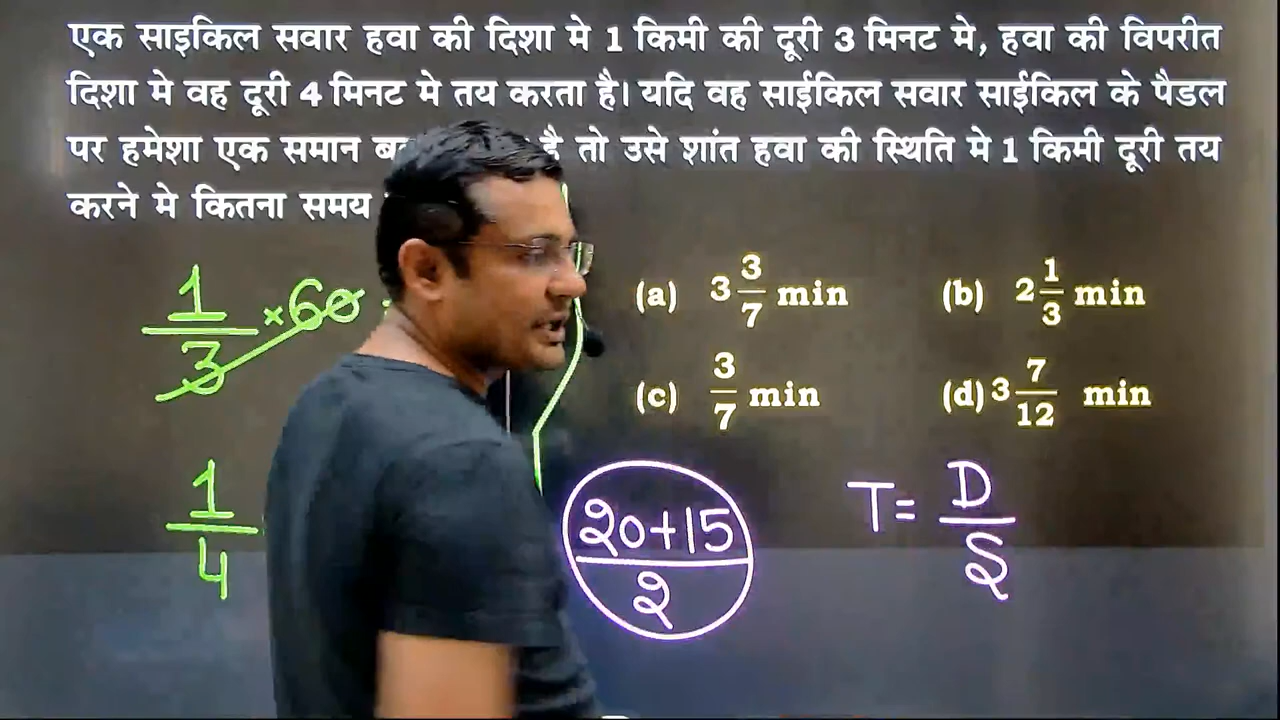 एक साइकिल सवार हवा की दिशा मे 1 किमी की दूरी 3 मिनट मे, हवा की विपरीत
दिशा मे वह दूरी 4 मिनट मे तय करता है। यदि वह साईकिल सवार साईकिल के पैडल
पर हमेशा एक समान है तो उसे शांत हवा की स्थिति मे 1 किमी दूरी तय
करने मे कितना समय
(a) 3 3/7 min (b) 2 1/3 min
(c) 3/7 min (d) 3 7/12 min
1/3 ×60
1/4
(२0+15)/२
T= D/S